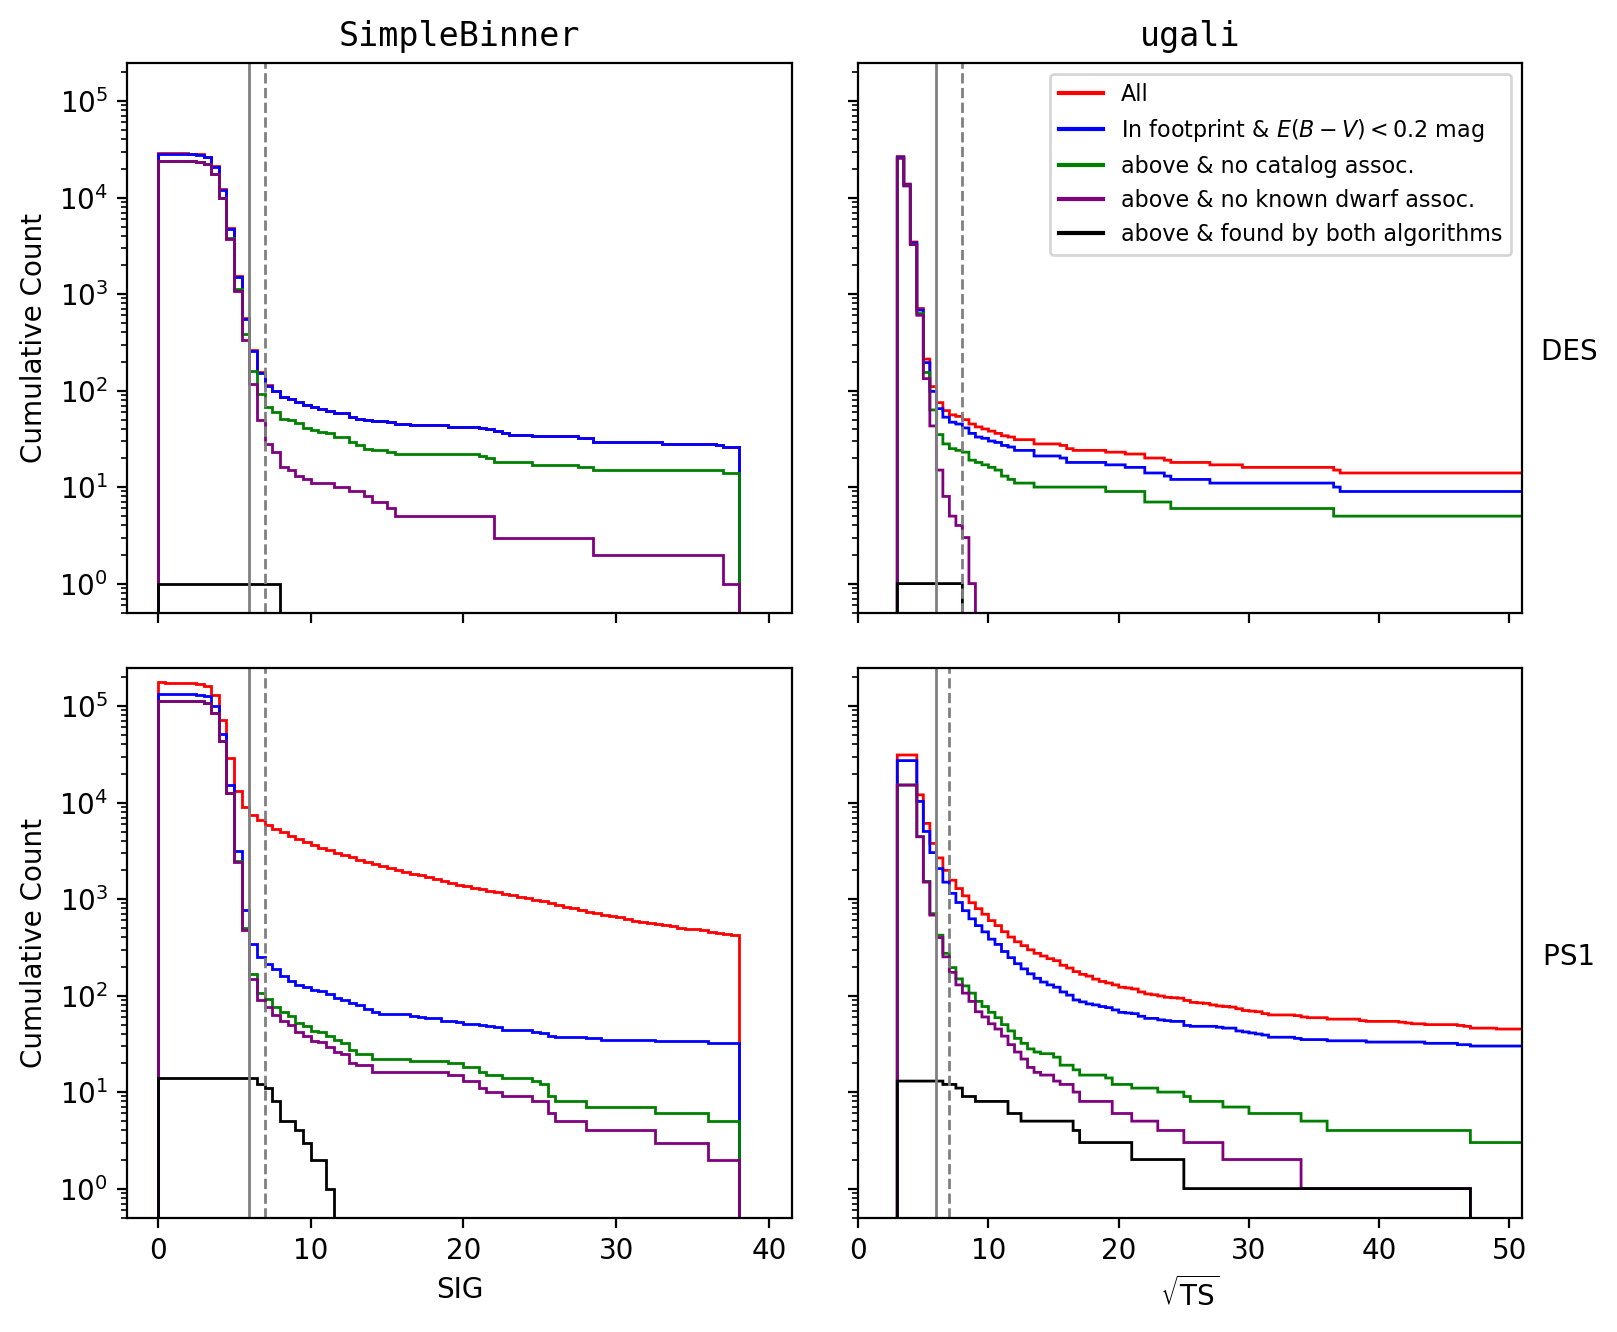 SimpleBinner
ugali
Cumulative Count
10⁵
10⁴
10³
10²
10¹
10⁰
All
In footprint & E(B − V) < 0.2 mag
above & no catalog assoc.
above & no known dwarf assoc.
above & found by both algorithms
DES
Cumulative Count
10⁵
10⁴
10³
10²
10¹
10⁰
PS1
0 10 20 30 40
0 10 20 30 40 50
SIG
√TS